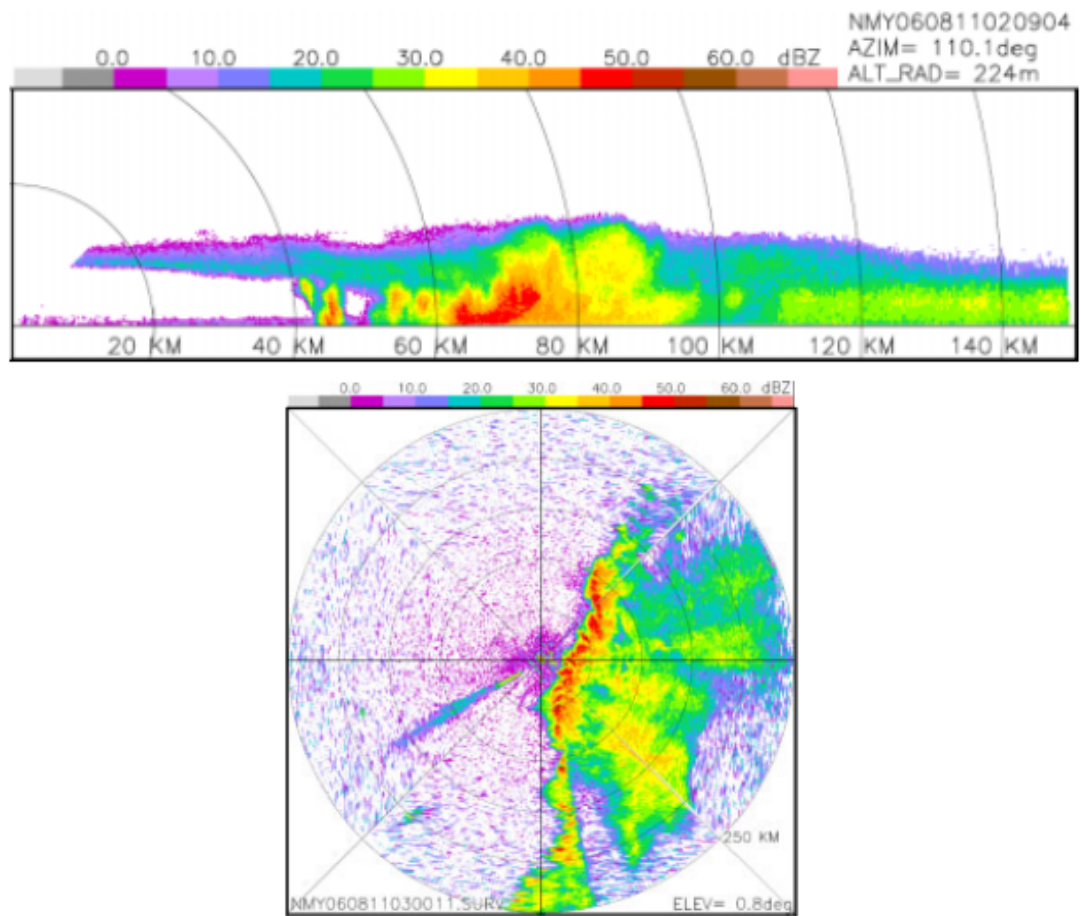 NMY060811020904
AZIM= 110.1deg
ALT_RAD= 224m
0.0 10.0 20.0 30.0 40.0 50.0 60.0 dBZ
20 KM 40 KM 60 KM 80 KM 100 KM 120 KM 140 KM
0.0 10.0 20.0 30.0 40.0 50.0 60.0 dBZ
250 KM
NMY060811030011.SURV ELEV= 0.8deg